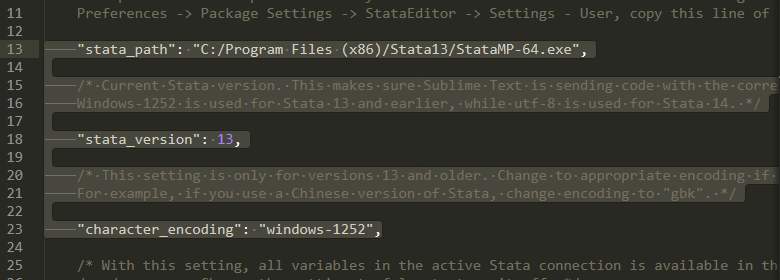 11 Preferences -> Package Settings -> StataEditor -> Settings - User, copy this line of
12
13 "stata_path": "C:/Program Files (x86)/Stata13/StataMP-64.exe",
14
15 /* Current Stata version. This makes sure Sublime Text is sending code with the corre
16 Windows-1252 is used for Stata 13 and earlier, while utf-8 is used for Stata 14. */
17
18 "stata_version": 13,
19
20 /* This setting is only for versions 13 and older. Change to appropriate encoding if
21 For example, if you use a Chinese version of Stata, change encoding to "gbk". */
22
23 "character_encoding": "windows-1252",
24
25 /* With this setting, all variables in the active Stata connection is available in th